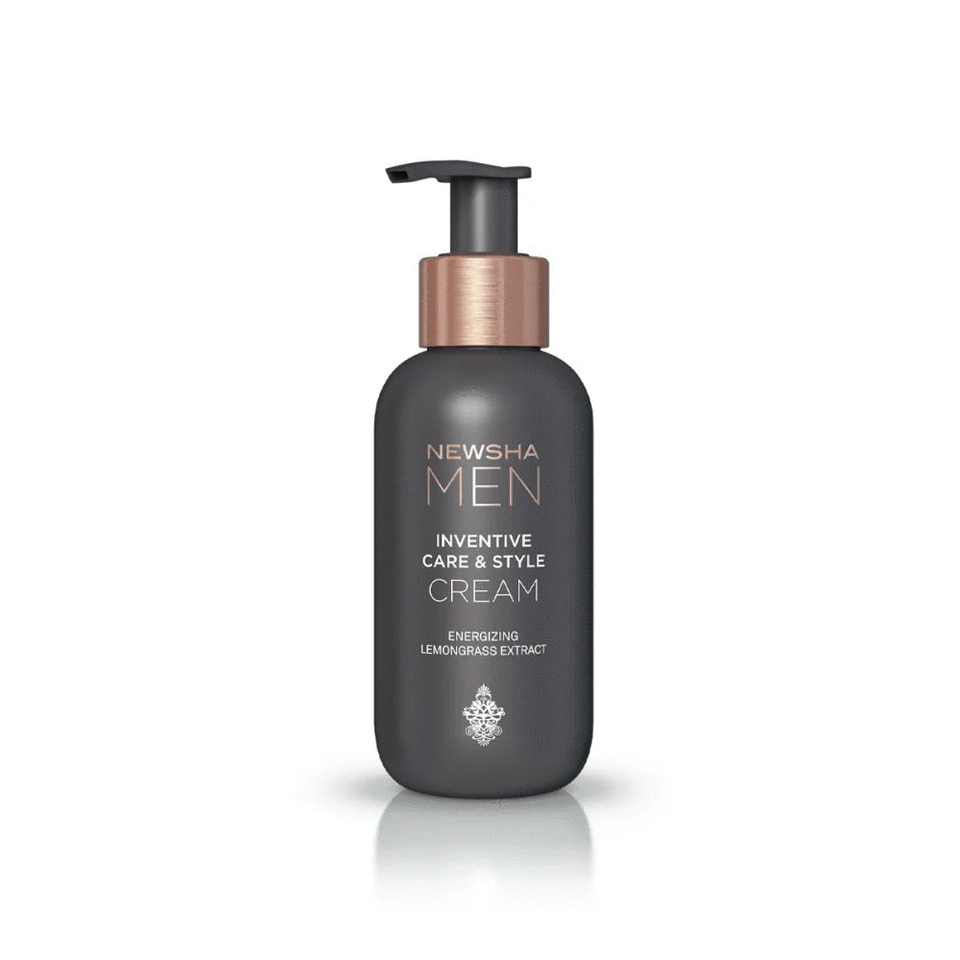 NEWSHA
MEN
INVENTIVE
CARE & STYLE
CREAM
ENERGIZING
LEMONGRASS EXTRACT